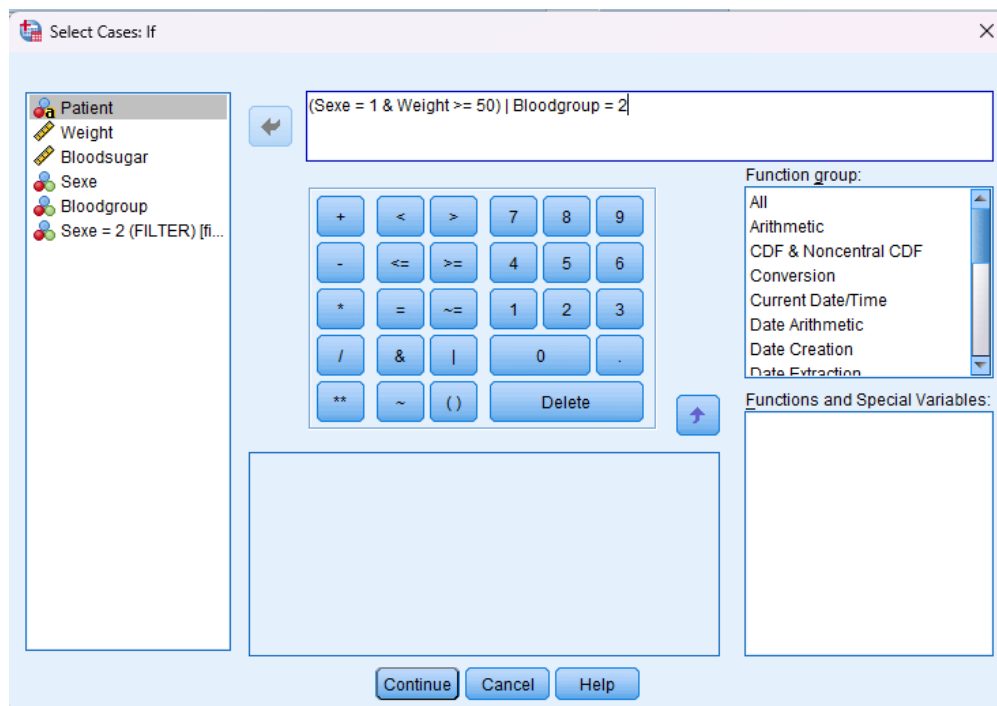 Select Cases: If
Patient
Weight
Bloodsugar
Sexe
Bloodgroup
Sexe = 2 (FILTER) [fi...
(Sexe = 1 & Weight >= 50) | Bloodgroup = 2
+ < > 7 8 9
- <= >= 4 5 6
* = ~= 1 2 3
/ & | 0 .
** ~ ( ) Delete
Function group:
All
Arithmetic
CDF & Noncentral CDF
Conversion
Current Date/Time
Date Arithmetic
Date Creation
Date Extraction
Functions and Special Variables:
Continue Cancel Help